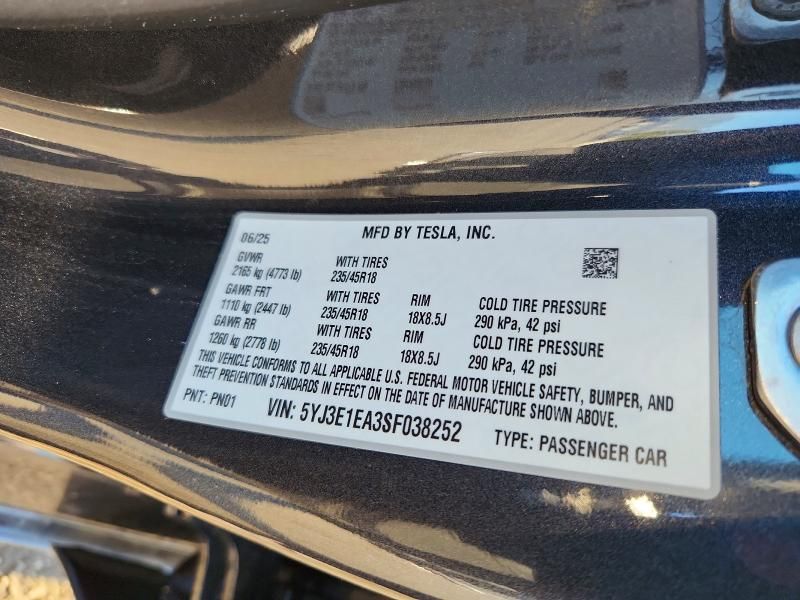 MFD BY TESLA, INC.
06/25
GVWR WITH TIRES
2165 kg (4773 lb) 235/45R18
GAWR FRT WITH TIRES RIM COLD TIRE PRESSURE
1110 kg (2447 lb) 235/45R18 18X8.5J 290 kPa, 42 psi
GAWR RR WITH TIRES RIM COLD TIRE PRESSURE
1260 kg (2778 lb) 235/45R18 18X8.5J 290 kPa, 42 psi
THIS VEHICLE CONFORMS TO ALL APPLICABLE U.S. FEDERAL MOTOR VEHICLE SAFETY, BUMPER, AND
THEFT PREVENTION STANDARDS IN EFFECT ON THE DATE OF MANUFACTURE SHOWN ABOVE.
PNT: PN01 VIN: 5YJ3E1EA3SF038252 TYPE: PASSENGER CAR